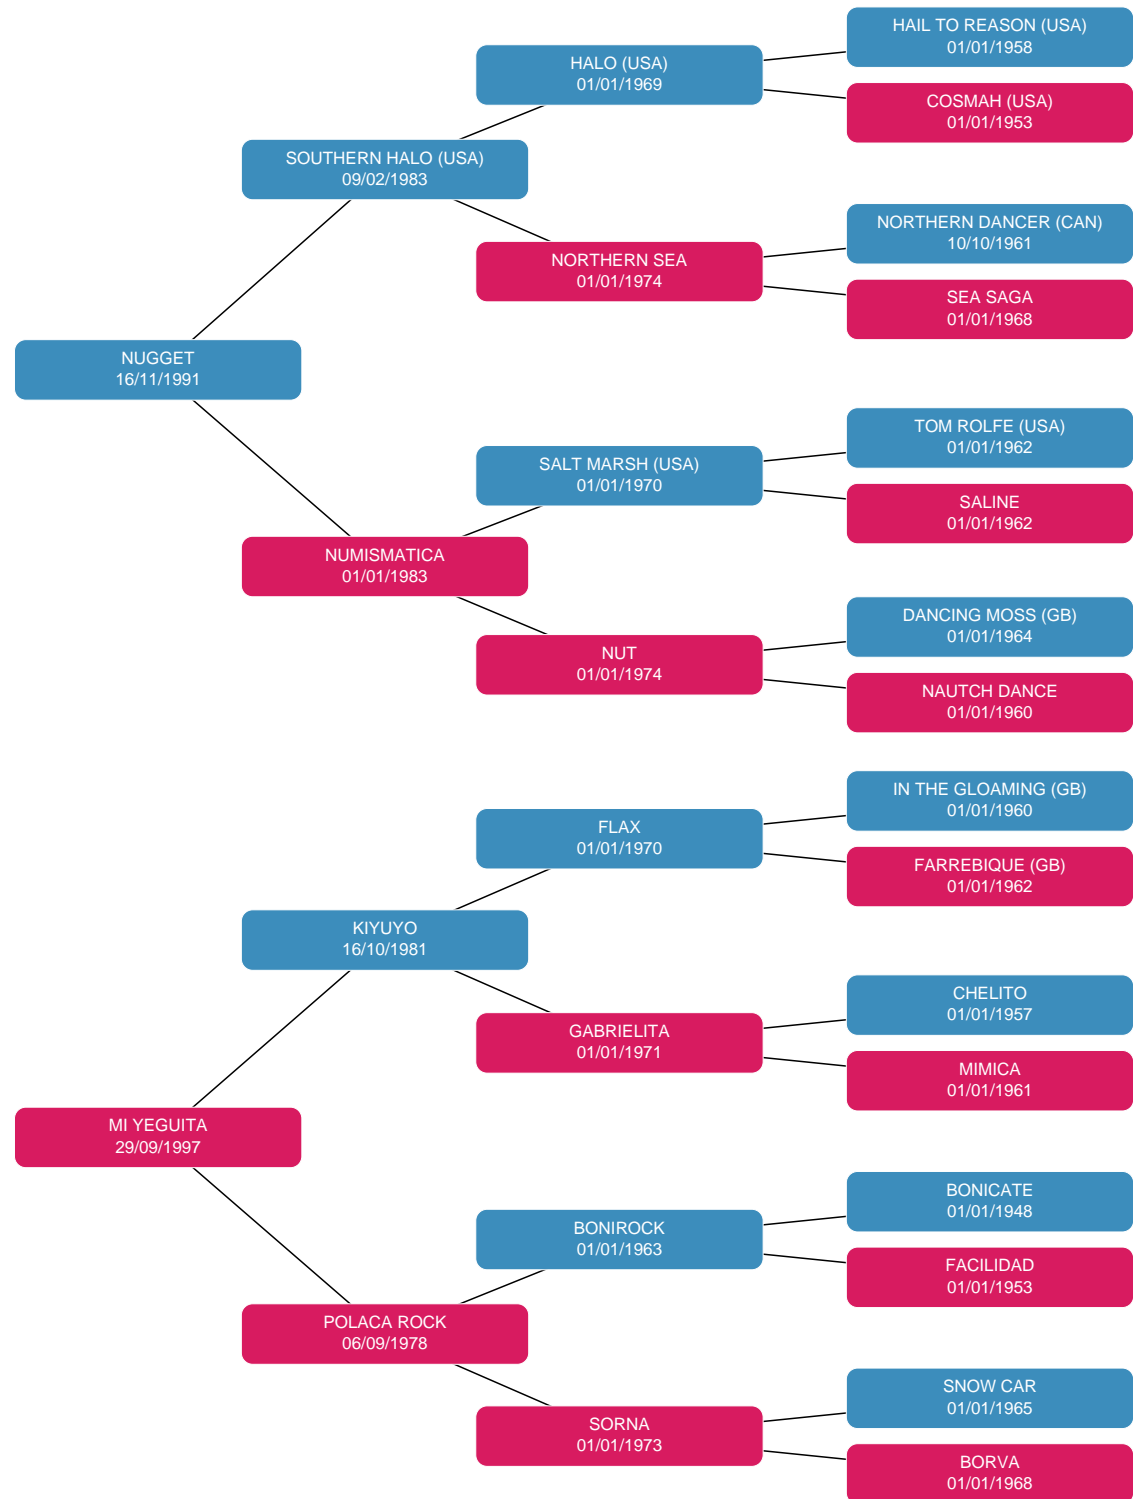 HAIL TO REASON (USA)
01/01/1958
HALO (USA)
01/01/1969
COSMAH (USA)
01/01/1953
SOUTHERN HALO (USA)
09/02/1983
NORTHERN DANCER (CAN)
10/10/1961
NORTHERN SEA
01/01/1974
SEA SAGA
01/01/1968
NUGGET
16/11/1991
TOM ROLFE (USA)
01/01/1962
SALT MARSH (USA)
01/01/1970
SALINE
01/01/1962
NUMISMATICA
01/01/1983
DANCING MOSS (GB)
01/01/1964
NUT
01/01/1974
NAUTCH DANCE
01/01/1960
IN THE GLOAMING (GB)
01/01/1960
FLAX
01/01/1970
FARREBIQUE (GB)
01/01/1962
KIYUYO
16/10/1981
CHELITO
01/01/1957
GABRIELITA
01/01/1971
MIMICA
01/01/1961
MI YEGUITA
29/09/1997
BONICATE
01/01/1948
BONIROCK
01/01/1963
FACILIDAD
01/01/1953
POLACA ROCK
06/09/1978
SNOW CAR
01/01/1965
SORNA
01/01/1973
BORVA
01/01/1968